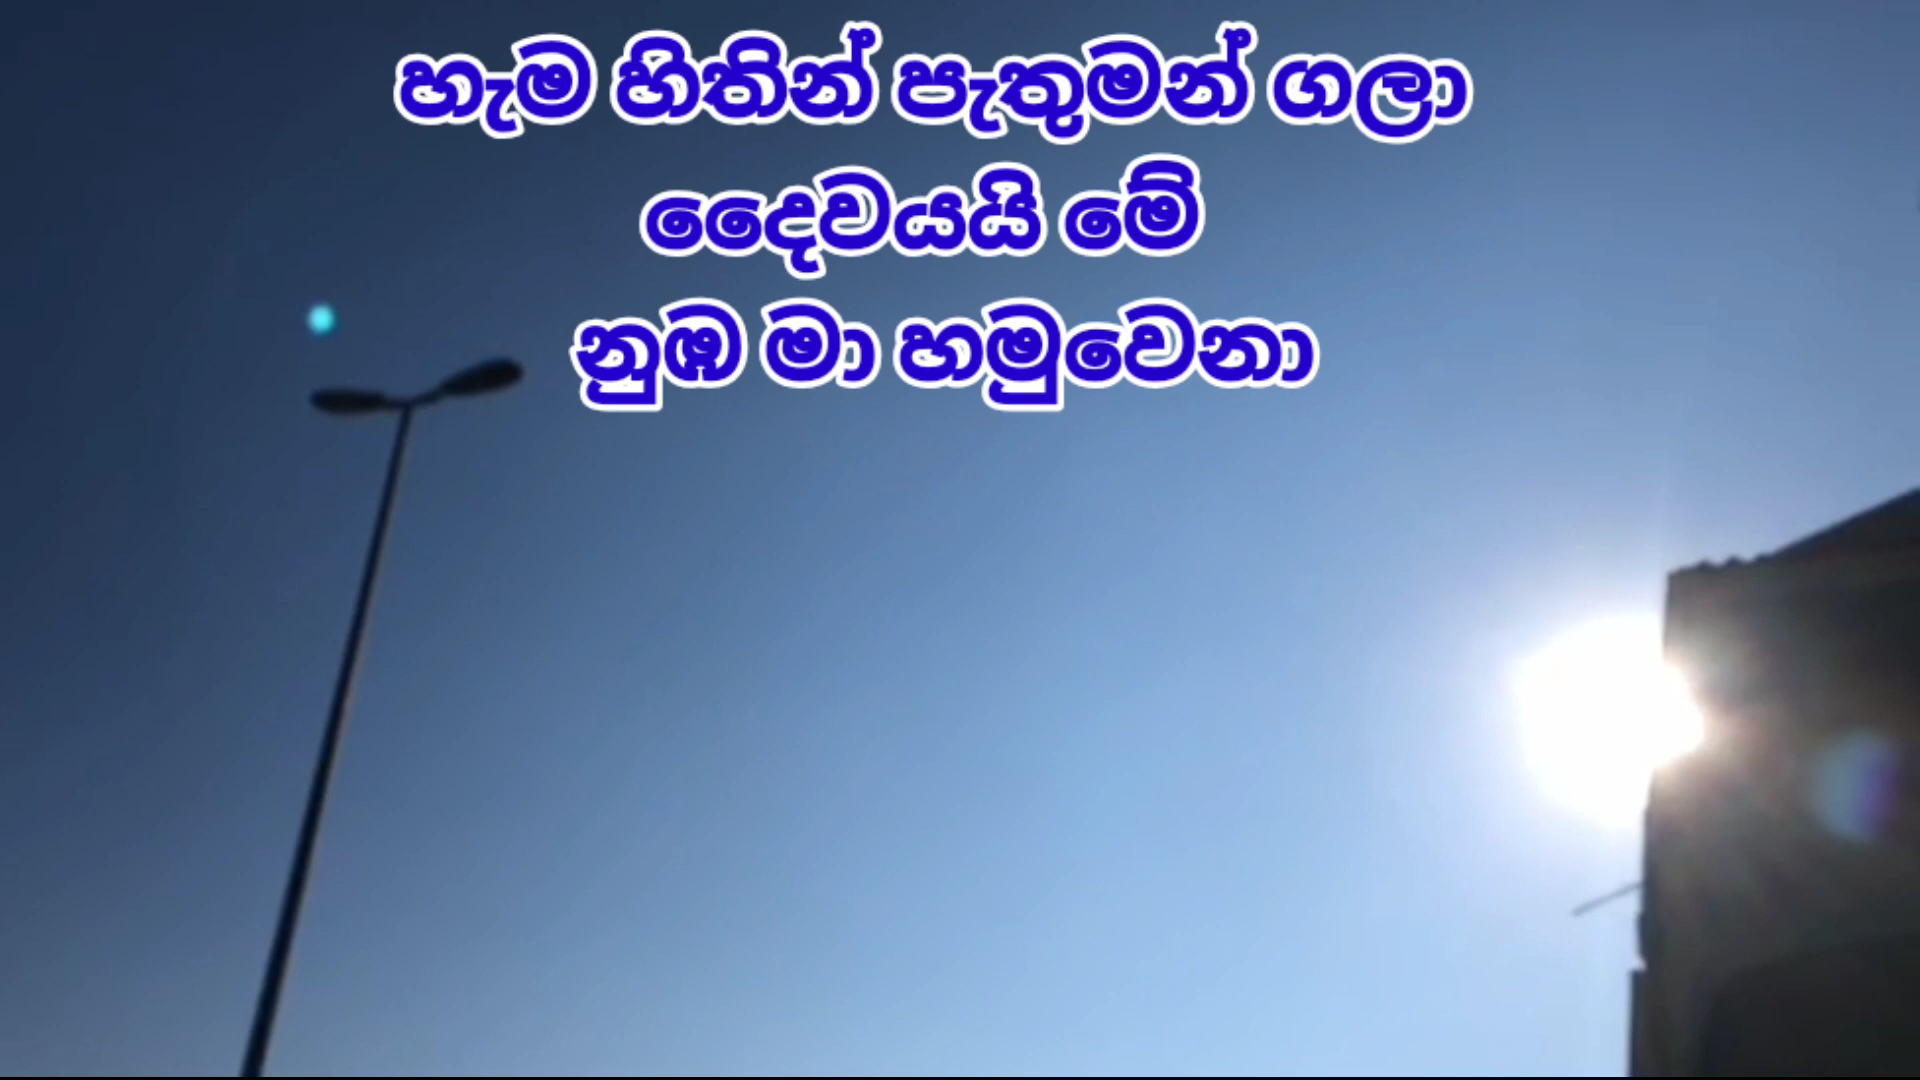 හැම හිතින් පැතුමන් ගලා
දෛවයයි මේ
නුඹ මා හමුවෙනා